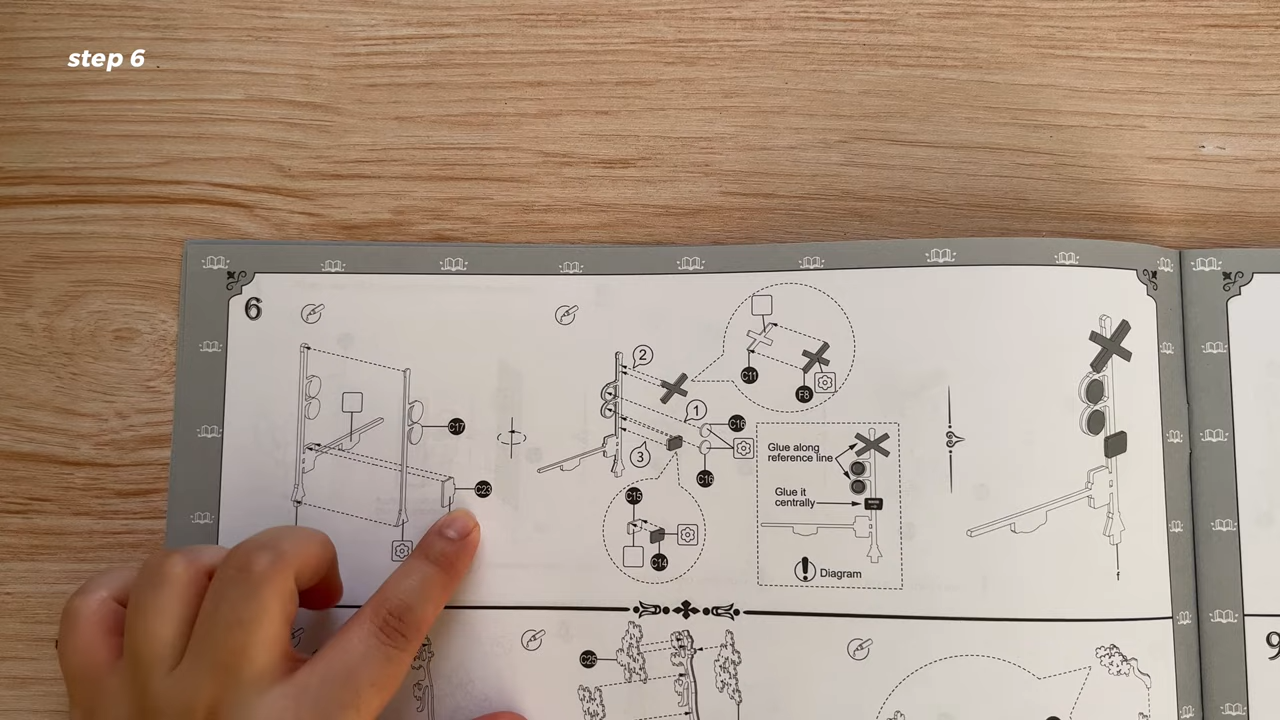 step 6
6
2
C11
F8
C17
1
C16
Glue along
reference line
3
C23
C16
Glue it
centrally
C15
C14
Diagram
f
C25
9